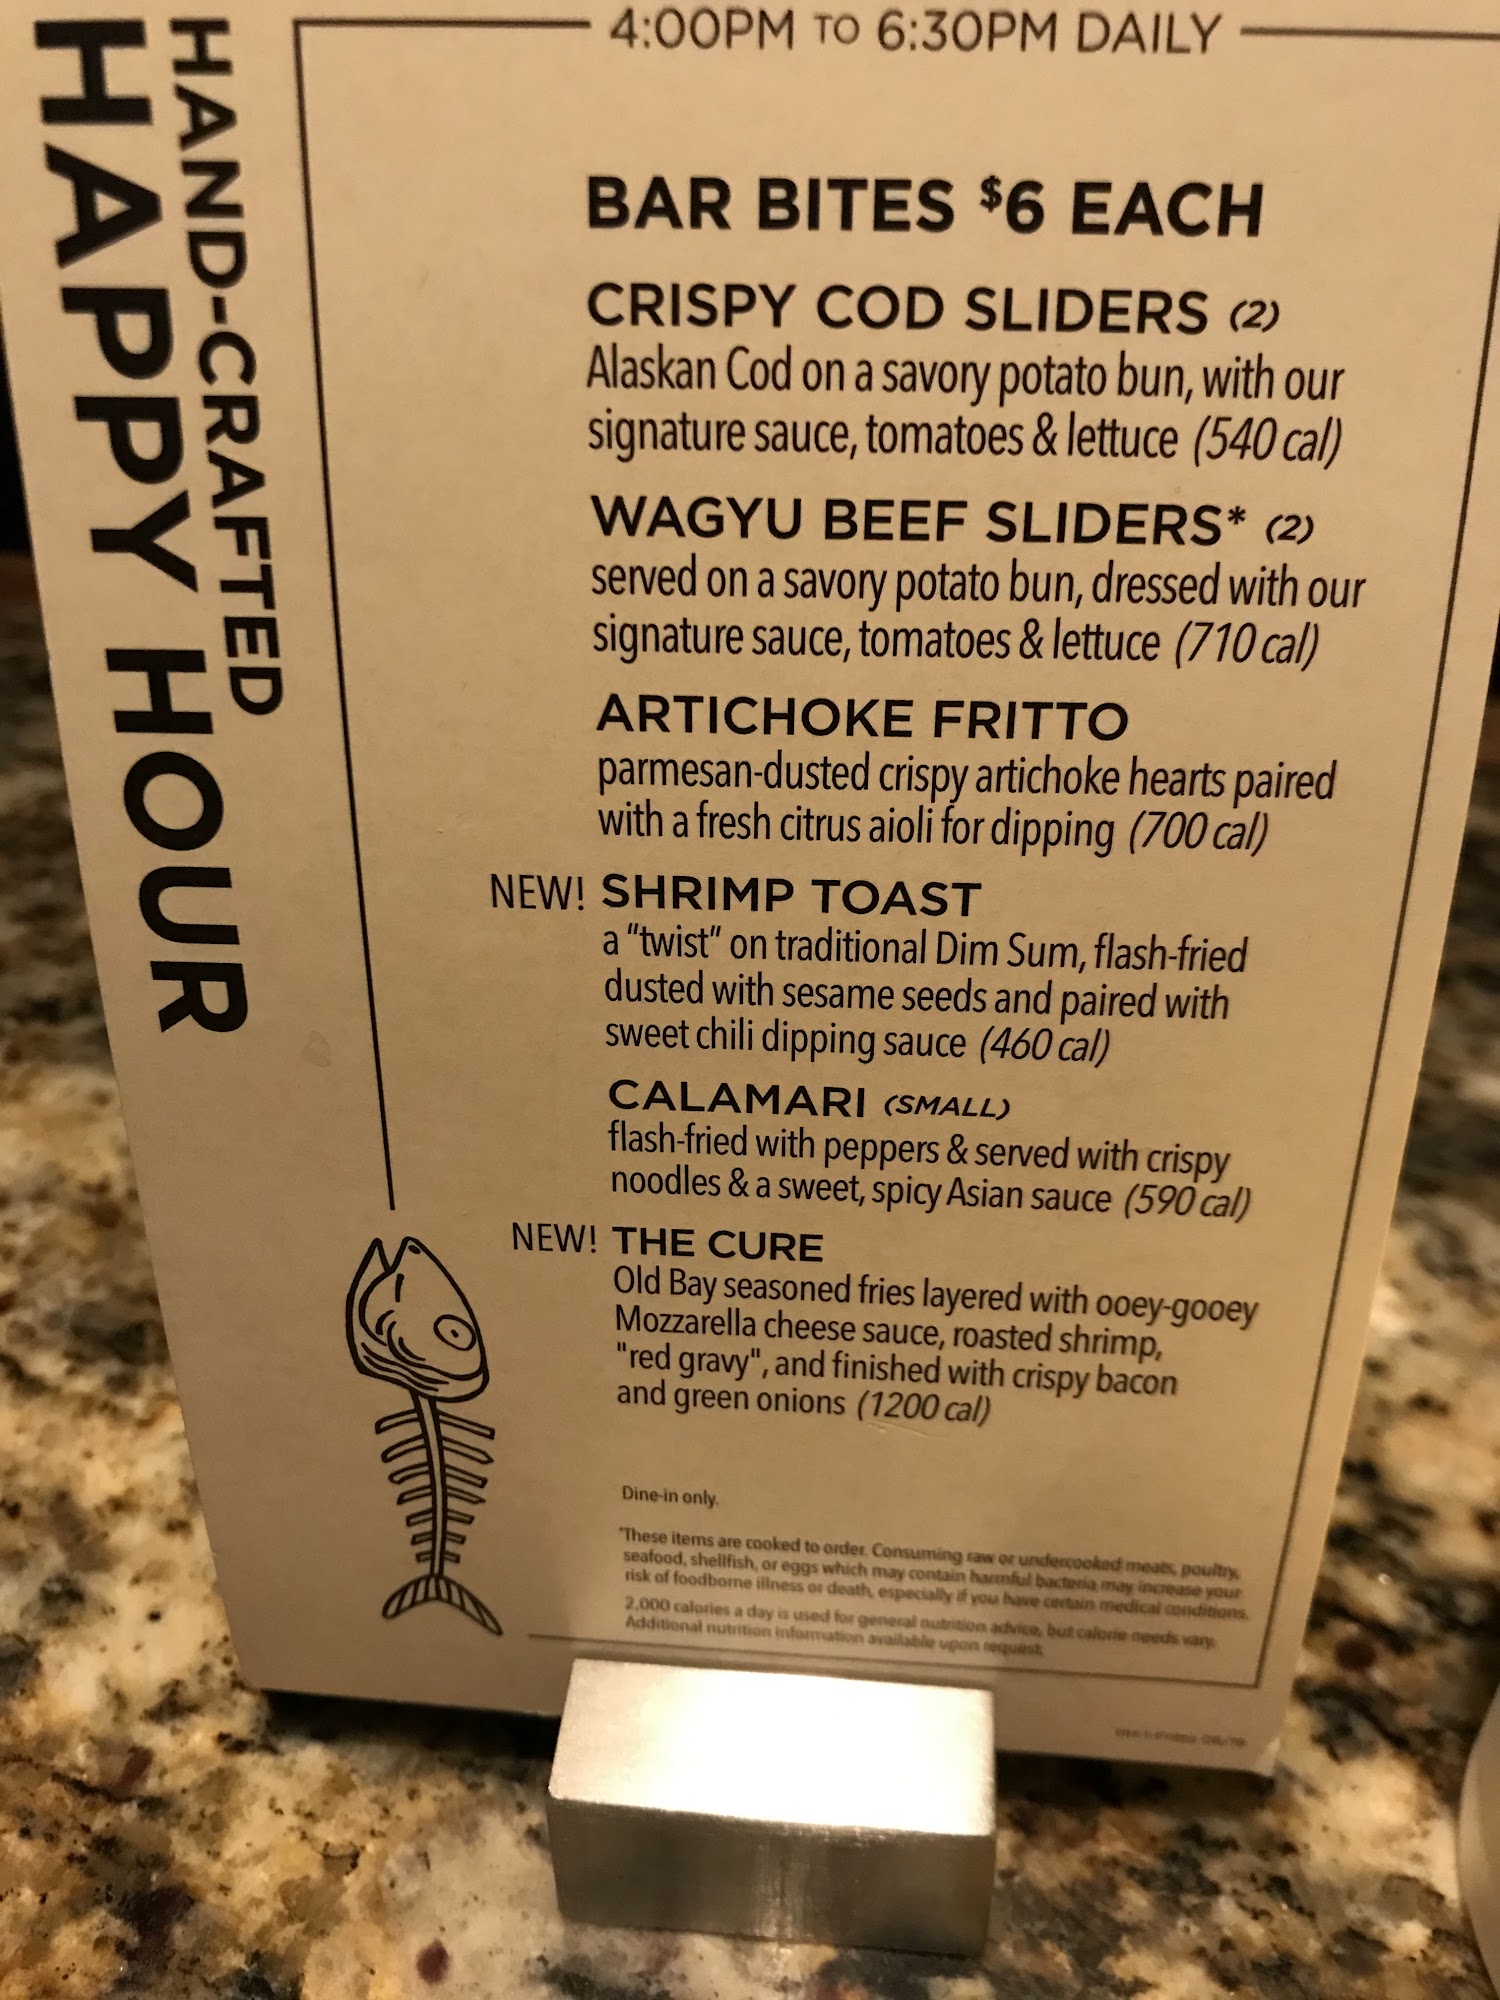 HAND-CRAFTED
HAPPY HOUR
4:00PM TO 6:30PM DAILY
BAR BITES $6 EACH
CRISPY COD SLIDERS (2)
Alaskan Cod on a savory potato bun, with our
signature sauce, tomatoes & lettuce (540 cal)
WAGYU BEEF SLIDERS* (2)
served on a savory potato bun, dressed with our
signature sauce, tomatoes & lettuce (710 cal)
ARTICHOKE FRITTO
parmesan-dusted crispy artichoke hearts paired
with a fresh citrus aioli for dipping (700 cal)
NEW! SHRIMP TOAST
a "twist" on traditional Dim Sum, flash-fried
dusted with sesame seeds and paired with
sweet chili dipping sauce (460 cal)
CALAMARI (SMALL)
flash-fried with peppers & served with crispy
noodles & a sweet, spicy Asian sauce (590 cal)
NEW! THE CURE
Old Bay seasoned fries layered with ooey-gooey
Mozzarella cheese sauce, roasted shrimp,
"red gravy", and finished with crispy bacon
and green onions (1200 cal)
Dine-in only.
*These items are cooked to order. Consuming raw or undercooked meats, poultry,
seafood, shellfish, or eggs which may contain harmful bacteria may increase your
risk of foodborne illness or death, especially if you have certain medical conditions.
2,000 calories a day is used for general nutrition advice, but calorie needs vary.
Additional nutrition information available upon request.